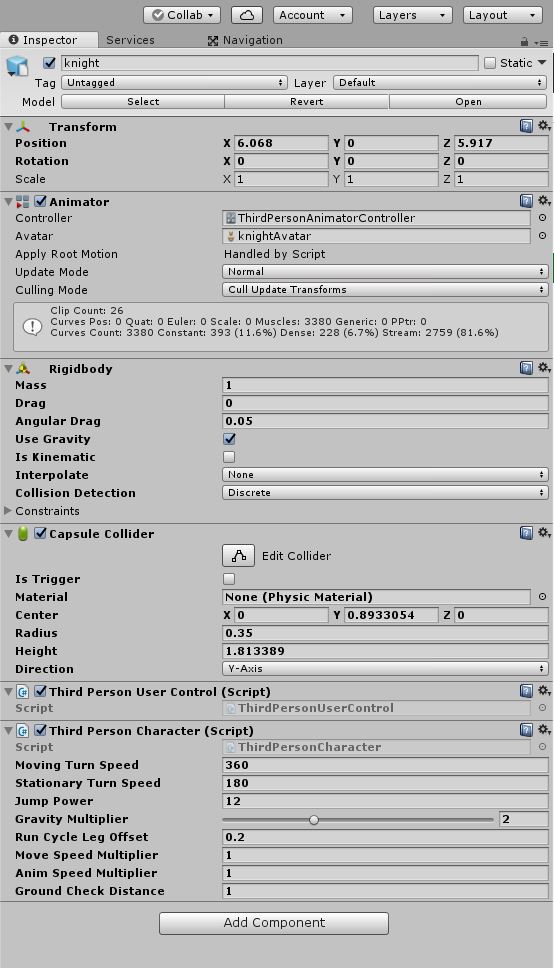 Collab Account Layers Layout
Inspector Services Navigation
knight Static
Tag Untagged Layer Default
Model Select Revert Open
Transform
Position X 6.068 Y 0 Z 5.917
Rotation X 0 Y 0 Z 0
Scale X 1 Y 1 Z 1
Animator
Controller ThirdPersonAnimatorController
Avatar knightAvatar
Apply Root Motion Handled by Script
Update Mode Normal
Culling Mode Cull Update Transforms
Clip Count: 26
Curves Pos: 0 Quat: 0 Euler: 0 Scale: 0 Muscles: 3380 Generic: 0 PPtr: 0
Curves Count: 3380 Constant: 393 (11.6%) Dense: 228 (6.7%) Stream: 2759 (81.6%)
Rigidbody
Mass 1
Drag 0
Angular Drag 0.05
Use Gravity
Is Kinematic
Interpolate None
Collision Detection Discrete
Constraints
Capsule Collider
Edit Collider
Is Trigger
Material None (Physic Material)
Center X 0 Y 0.8933054 Z 0
Radius 0.35
Height 1.813389
Direction Y-Axis
Third Person User Control (Script)
Script ThirdPersonUserControl
Third Person Character (Script)
Script ThirdPersonCharacter
Moving Turn Speed 360
Stationary Turn Speed 180
Jump Power 12
Gravity Multiplier 2
Run Cycle Leg Offset 0.2
Move Speed Multiplier 1
Anim Speed Multiplier 1
Ground Check Distance 1
Add Component